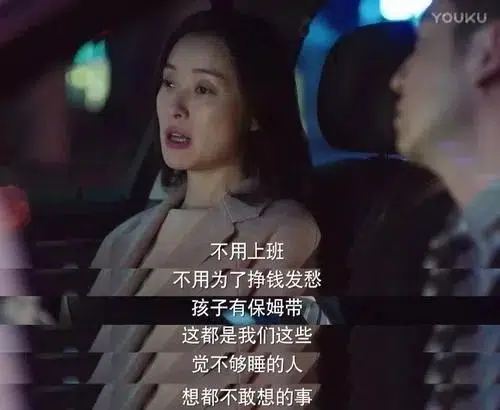 YOUKU
不用上班
不用为了挣钱发愁
孩子有保姆带
这都是我们这些
觉不够睡的人
想都不敢想的事